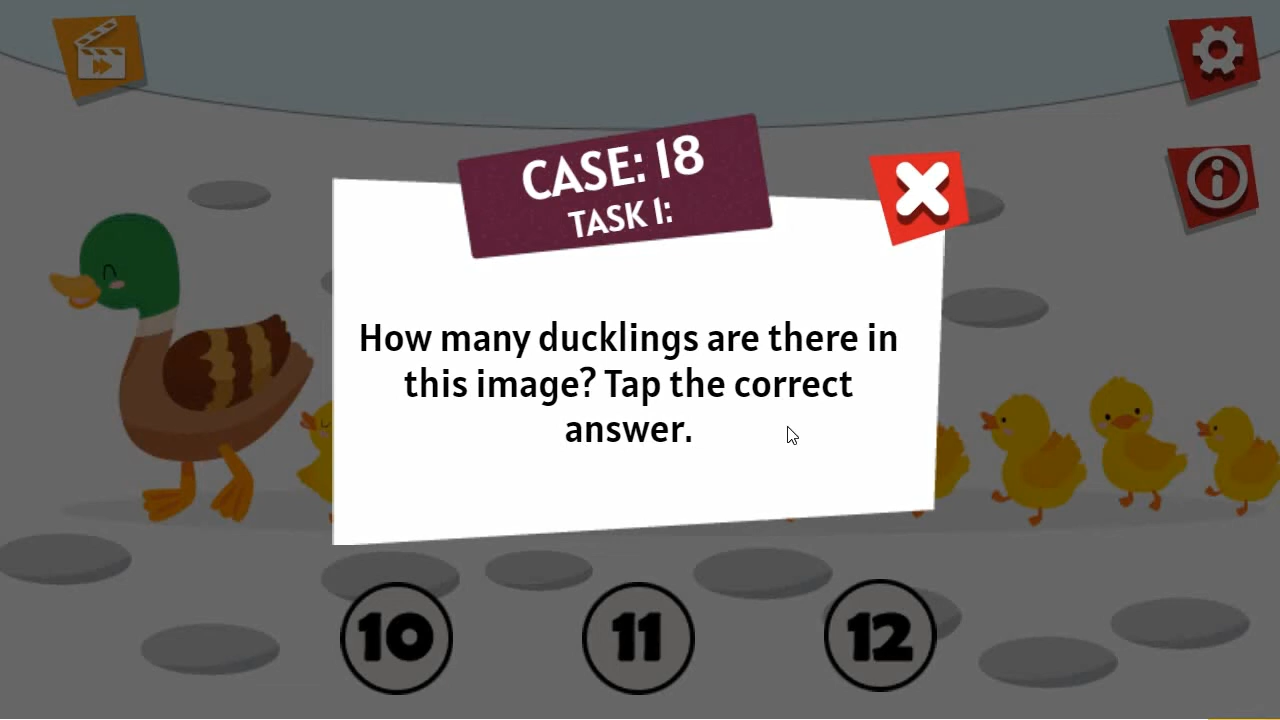 CASE: 18
TASK 1:
How many ducklings are there in
this image? Tap the correct
answer.
10
11
12